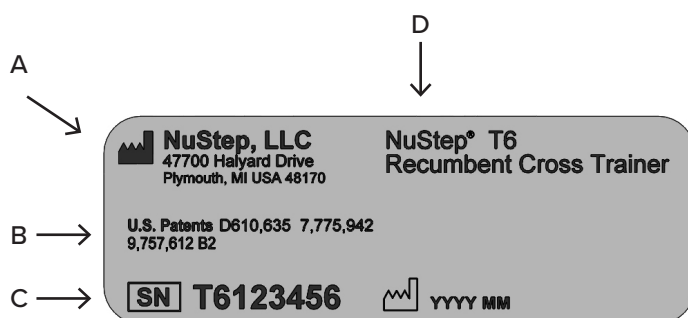 D
A
NuStep, LLC
47700 Halyard Drive
Plymouth, MI USA 48170
NuStep® T6
Recumbent Cross Trainer
B
U.S. Patents D610,635 7,775,942
9,757,612 B2
C
SN T6123456
YYYY MM